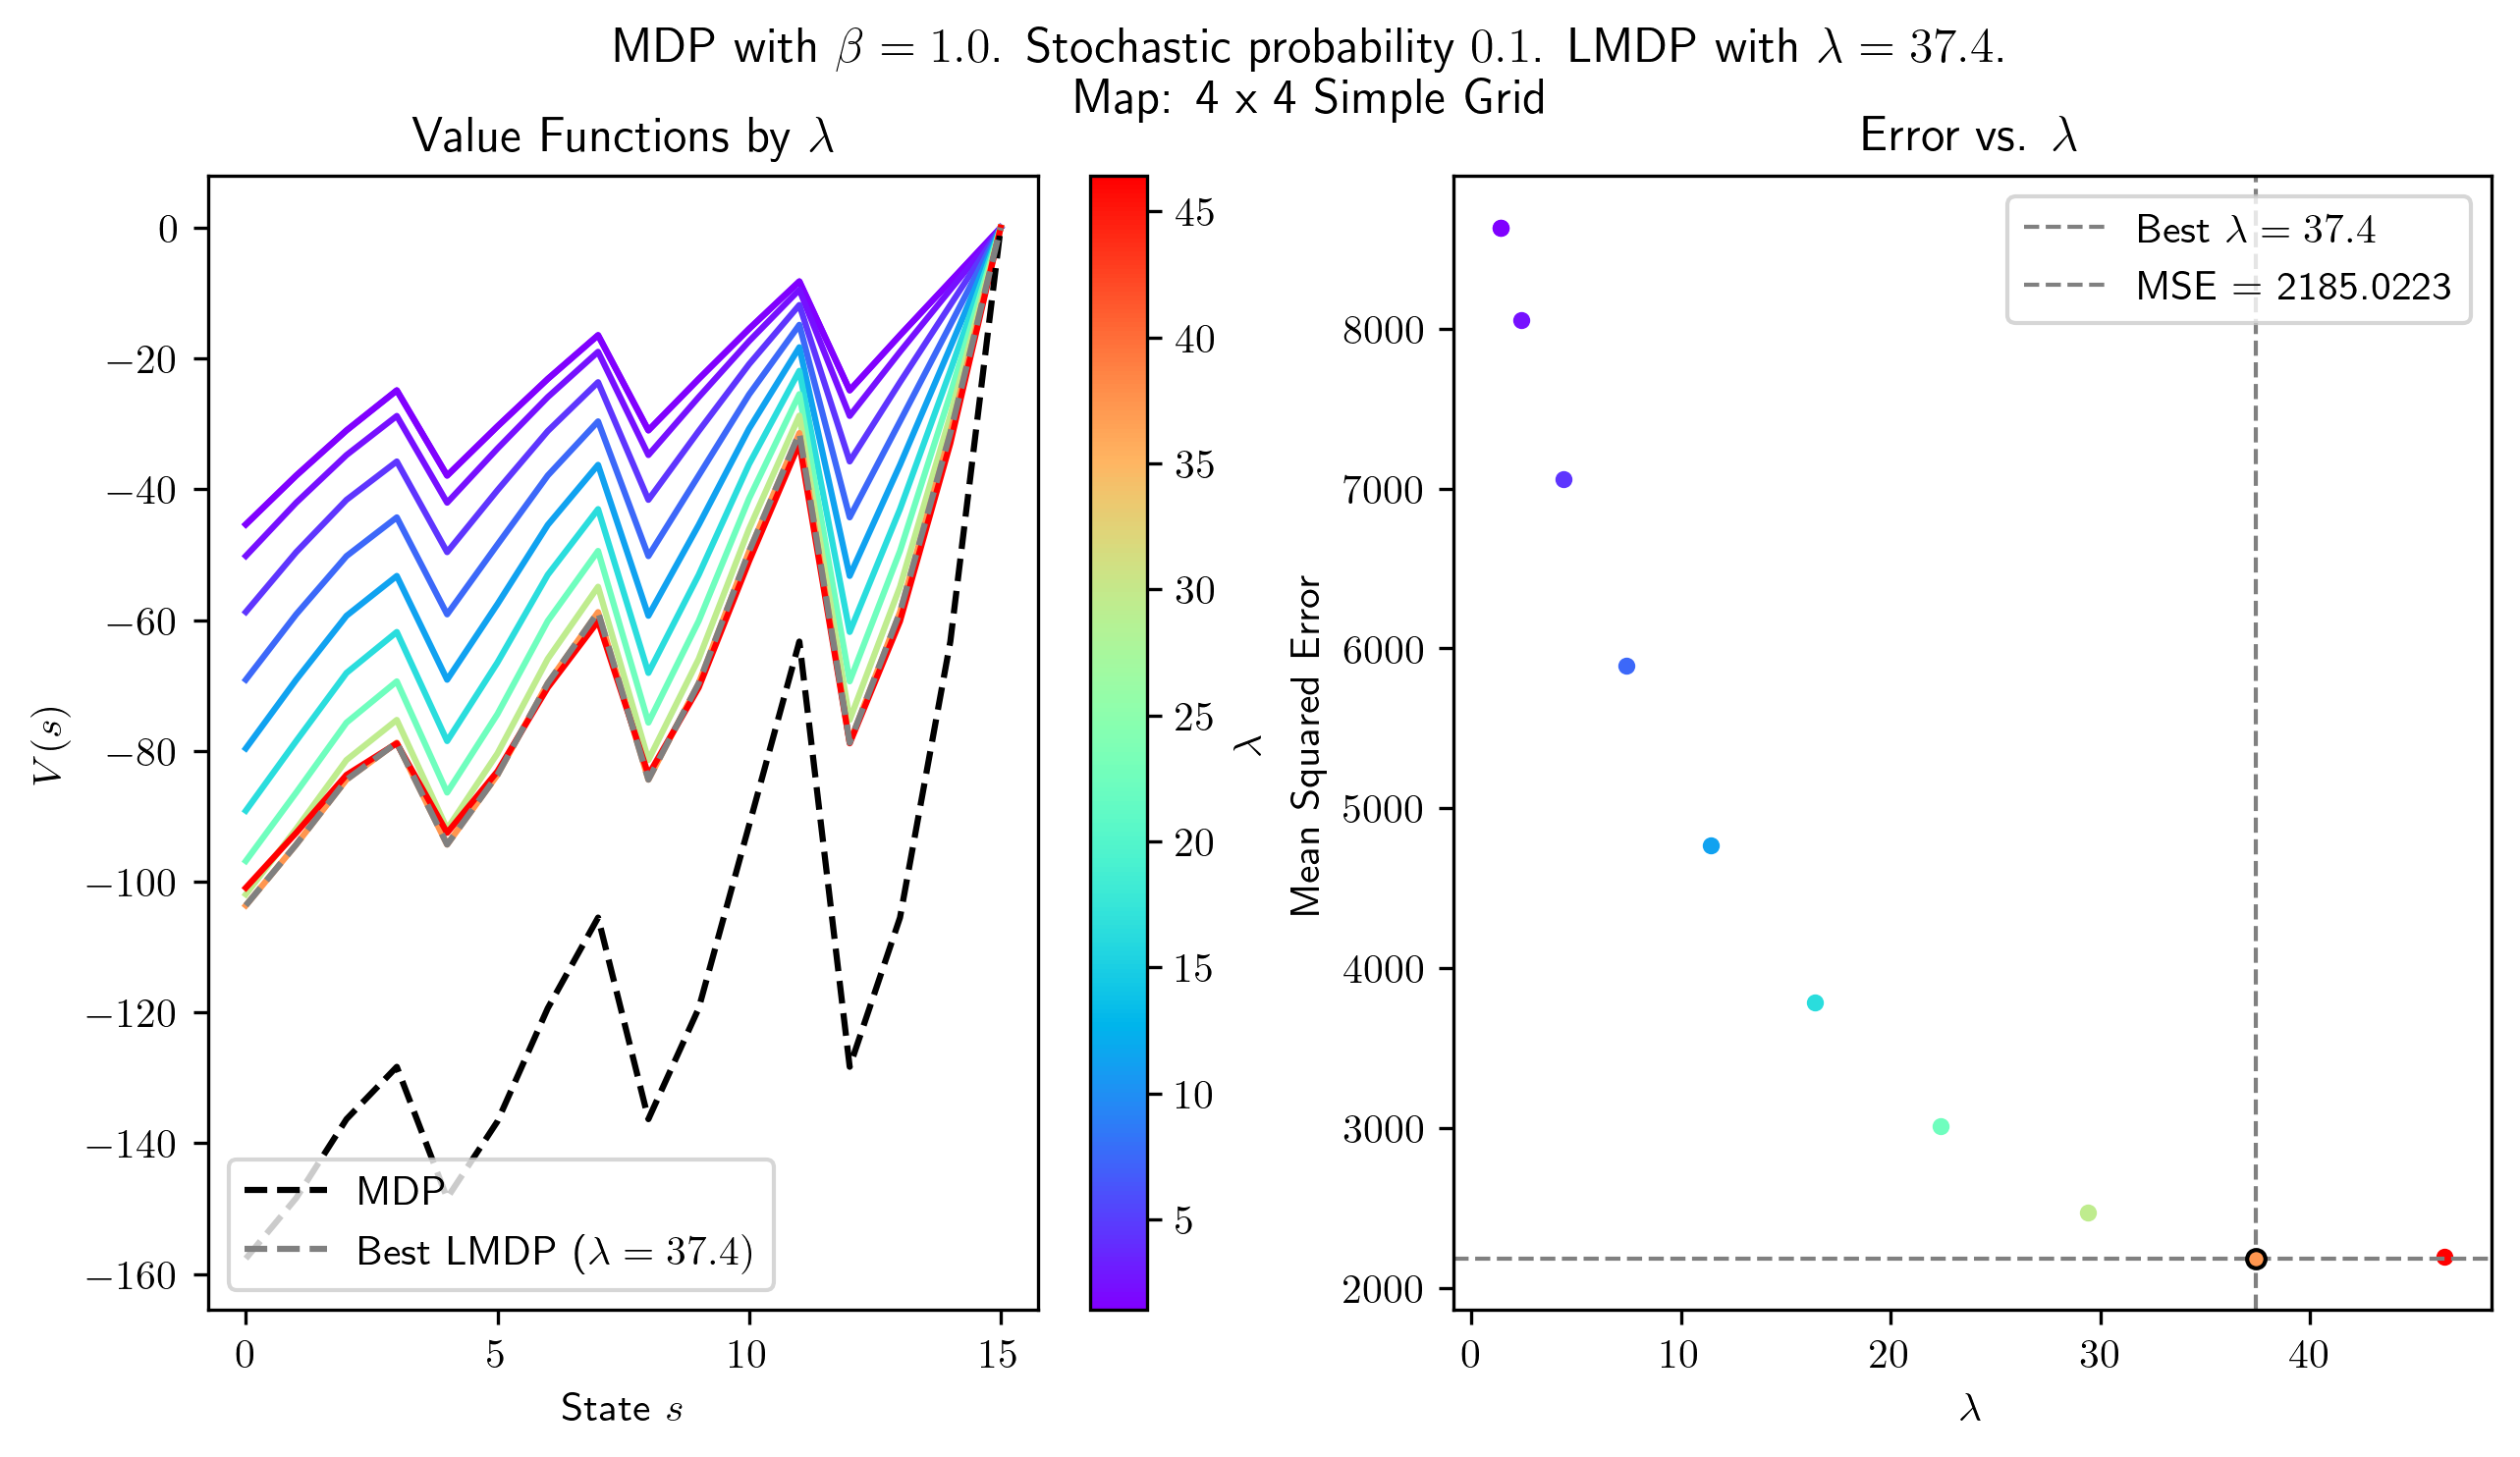 MDP with β = 1.0. Stochastic probability 0.1. LMDP with λ = 37.4.
Map: 4 x 4 Simple Grid
Value Functions by λ
0
−20
−40
−60
−80
−100
−120
−140
−160
V(s)
0 5 10 15
State s
MDP
Best LMDP (λ = 37.4)
45
40
35
30
25
20
15
10
5
λ
Error vs. λ
8000
7000
6000
5000
4000
3000
2000
Mean Squared Error
0 10 20 30 40
λ
Best λ = 37.4
MSE = 2185.0223